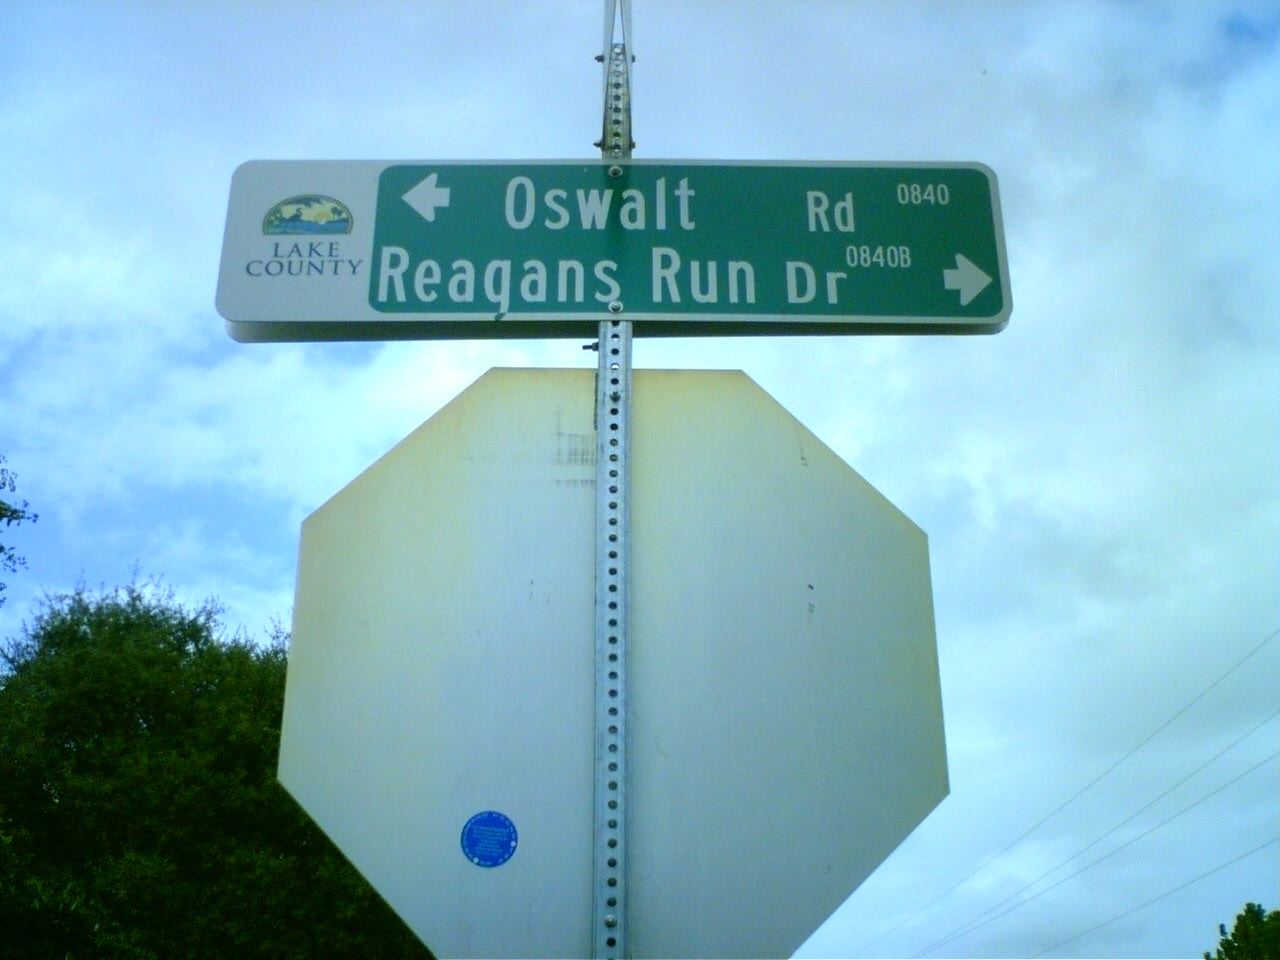 LAKE
COUNTY
Oswalt Rd 0840
Reagans Run Dr 0840B